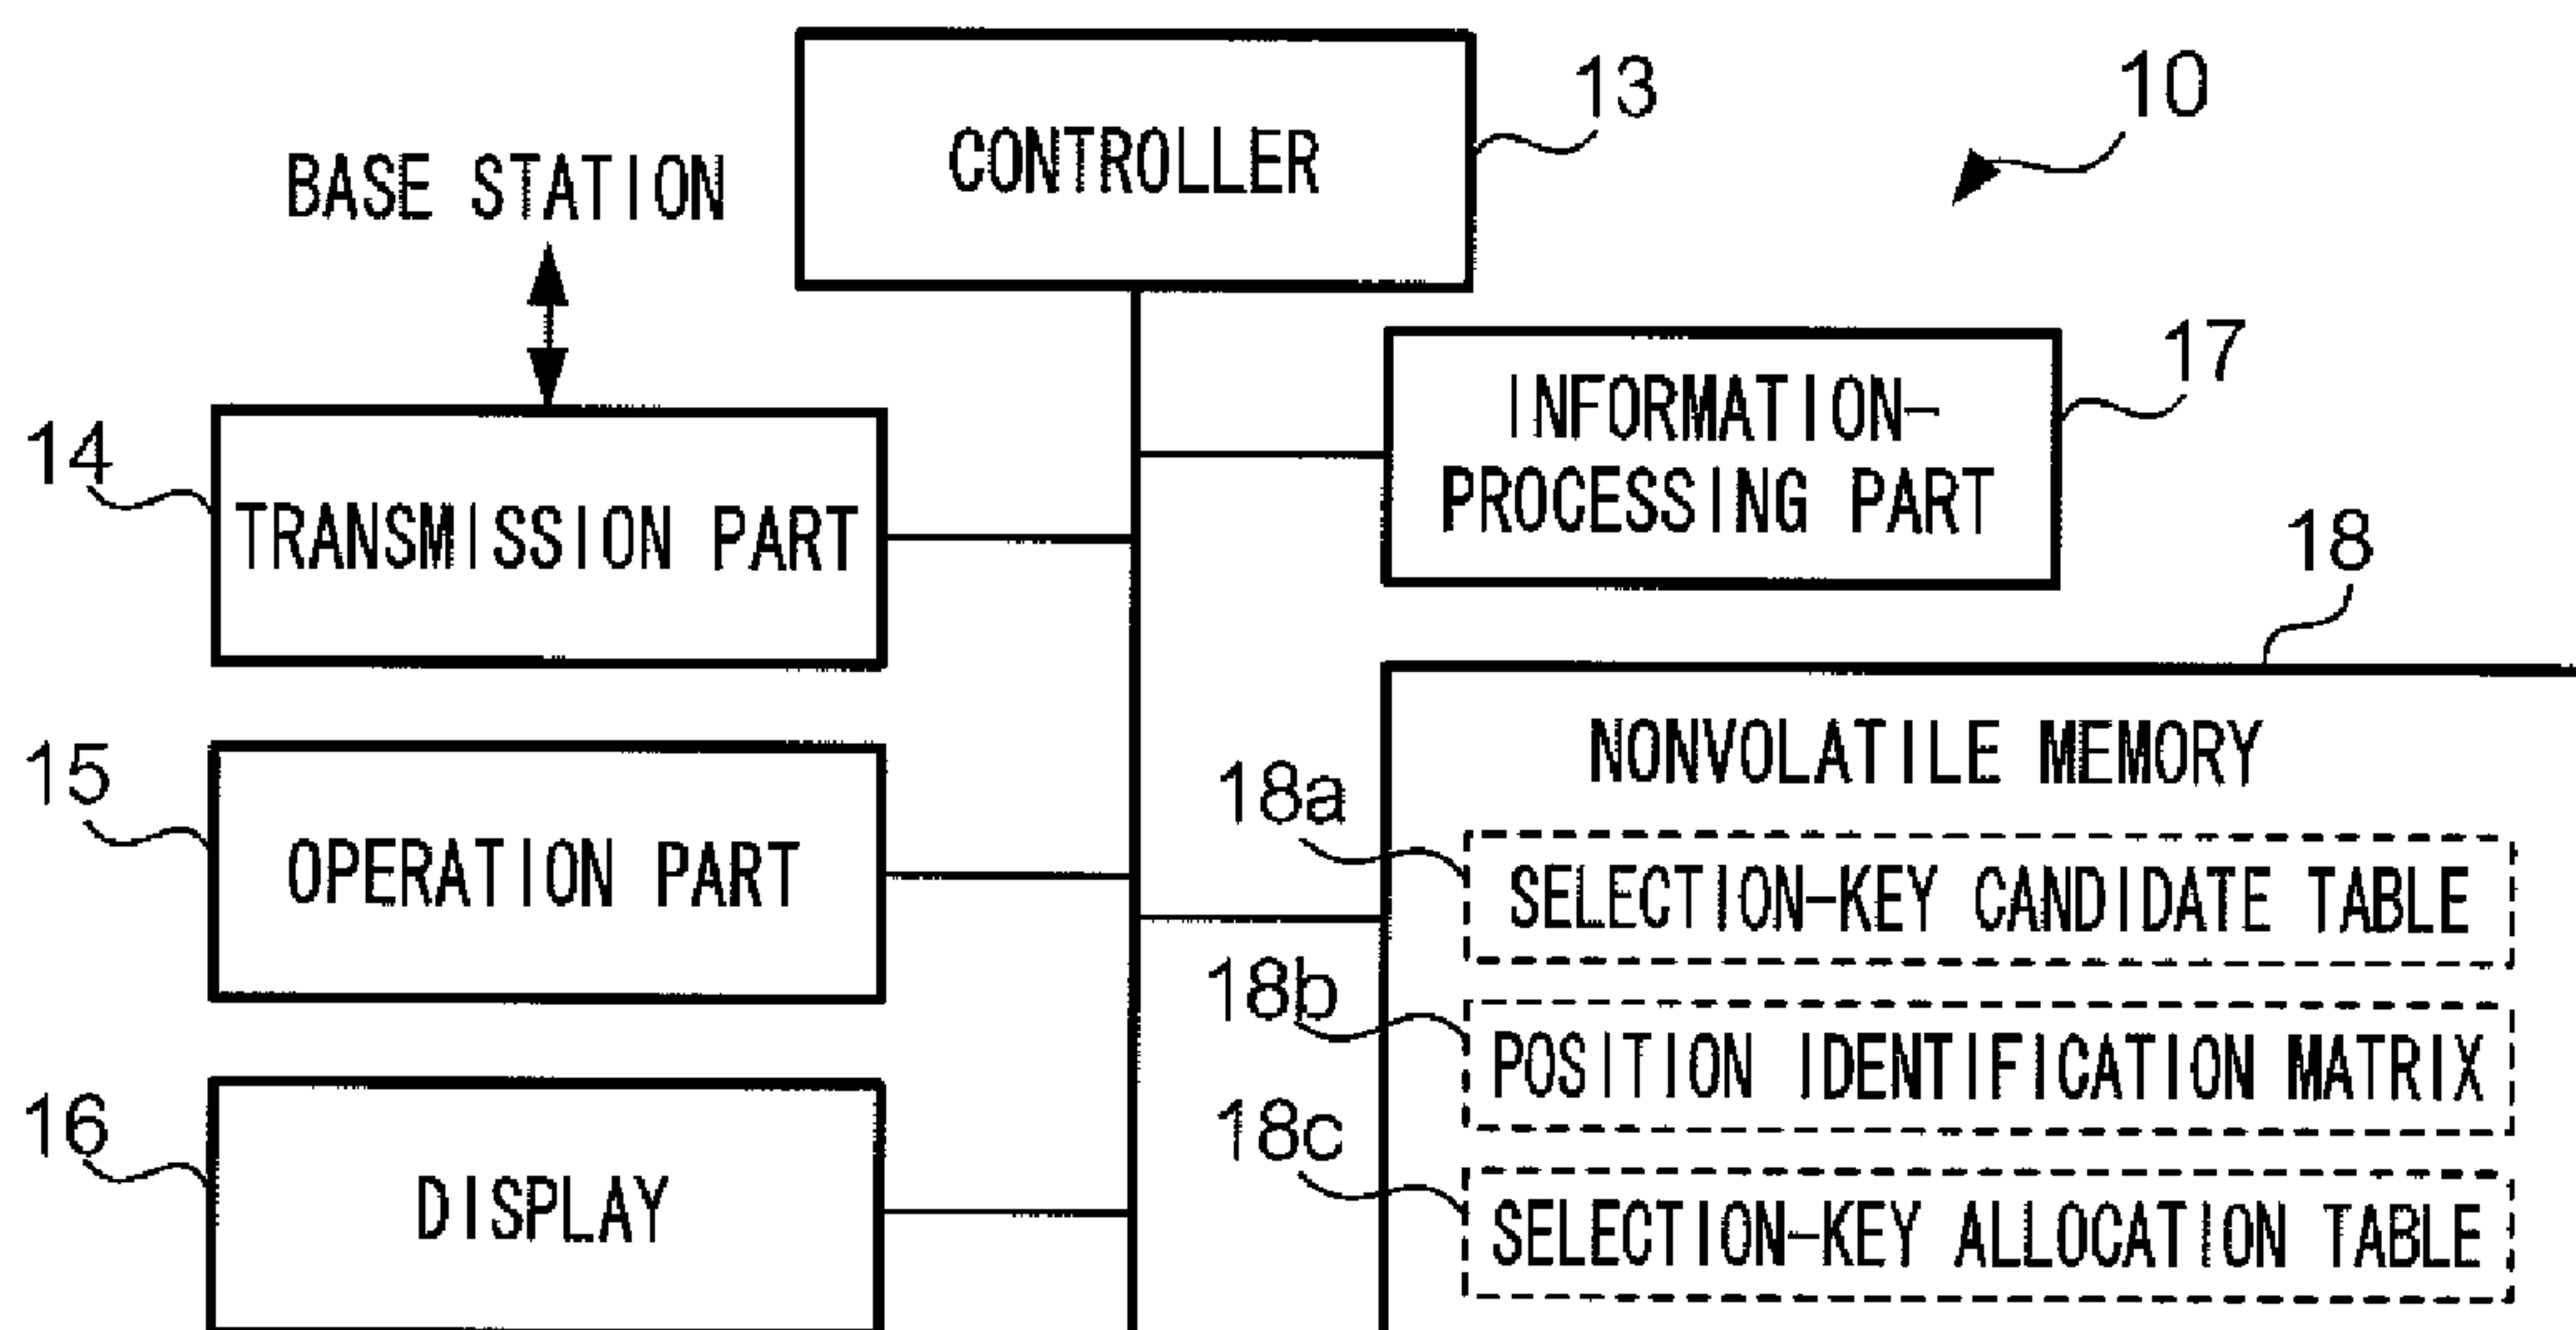 CONTROLLER
13
10
BASE STATION
17
INFORMATION-
PROCESSING PART
14
TRANSMISSION PART
18
NONVOLATILE MEMORY
15
OPERATION PART
18a
SELECTION-KEY CANDIDATE TABLE
18b
POSITION IDENTIFICATION MATRIX
16
DISPLAY
18c
SELECTION-KEY ALLOCATION TABLE